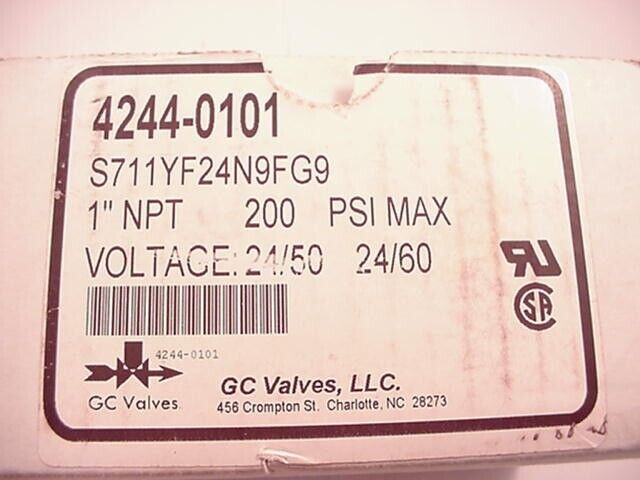 4244-0101
S711YF24N9FG9
1" NPT 200 PSI MAX
VOLTAGE: 24/50 24/60
4244-0101
GC Valves
GC Valves, LLC.
456 Crompton St. Charlotte, NC 28273